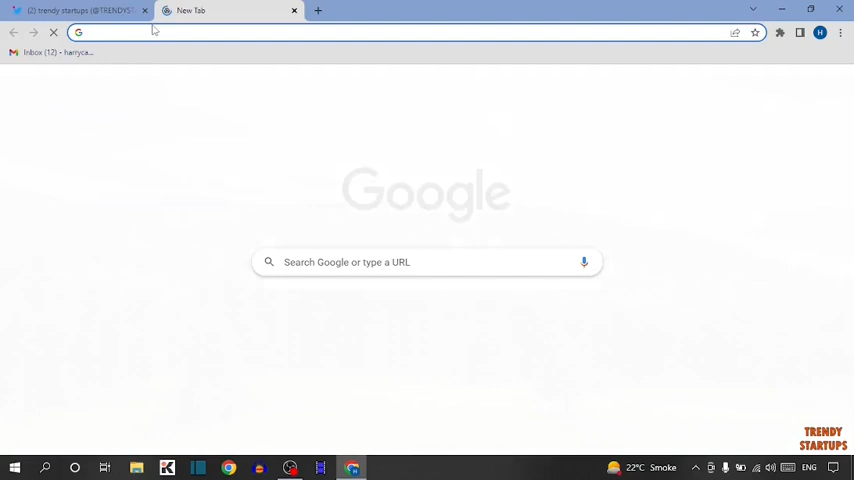 (2) trendy startups (@TRENDYST
New Tab
Inbox (12) - harryca...
Google
Search Google or type a URL
TRENDY
STARTUPS
22°C Smoke
ENG